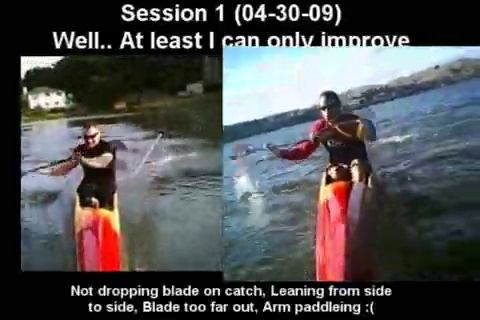 Session 1 (04-30-09)
Well.. At least I can only improve
Not dropping blade on catch, Leaning from side
to side, Blade too far out, Arm paddleing :(